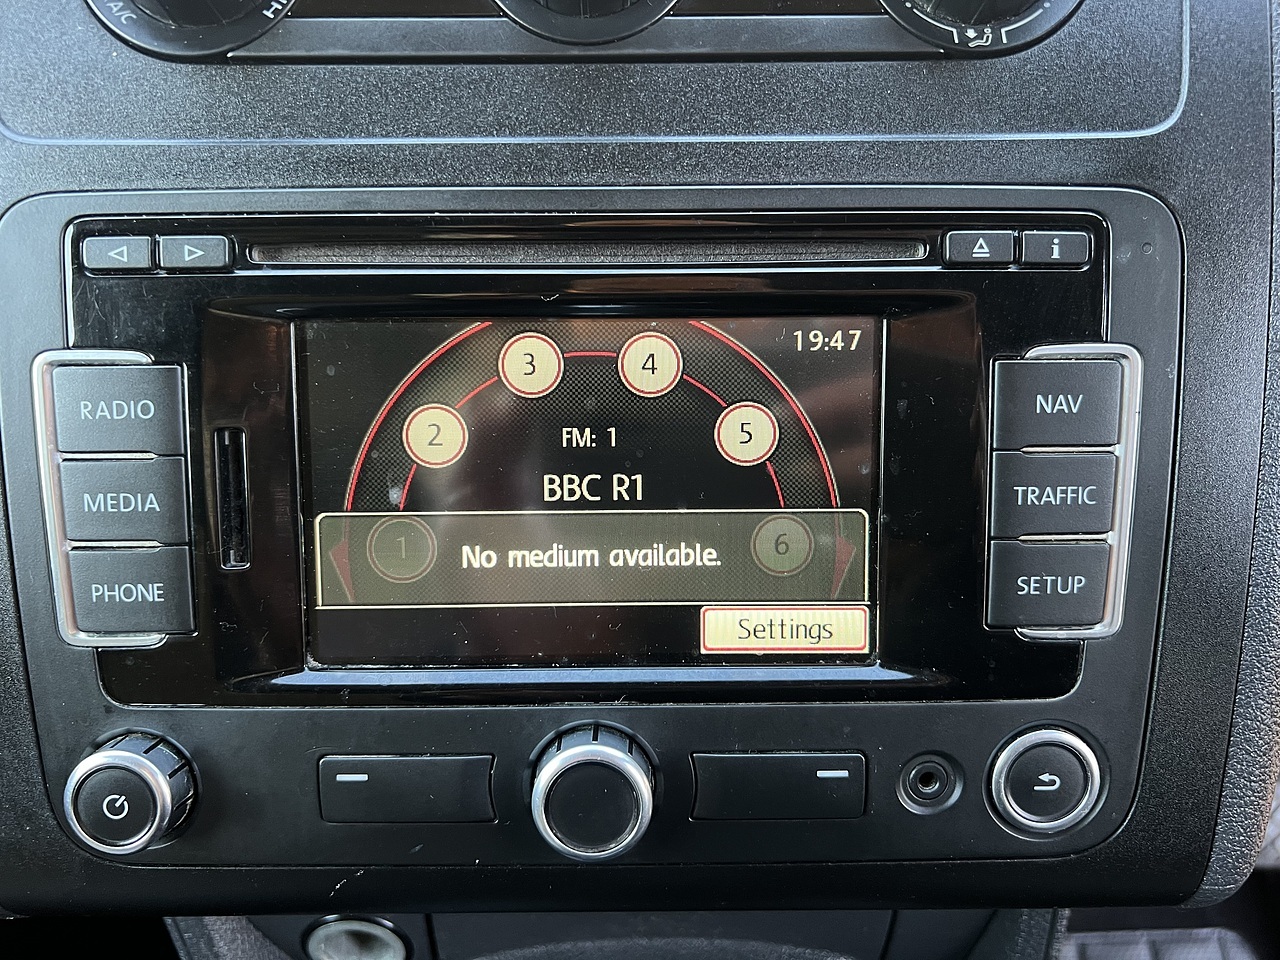 A/C
i
19:47
3
4
2
5
FM: 1
BBC R1
1
No medium available.
6
Settings
RADIO
MEDIA
PHONE
NAV
TRAFFIC
SETUP